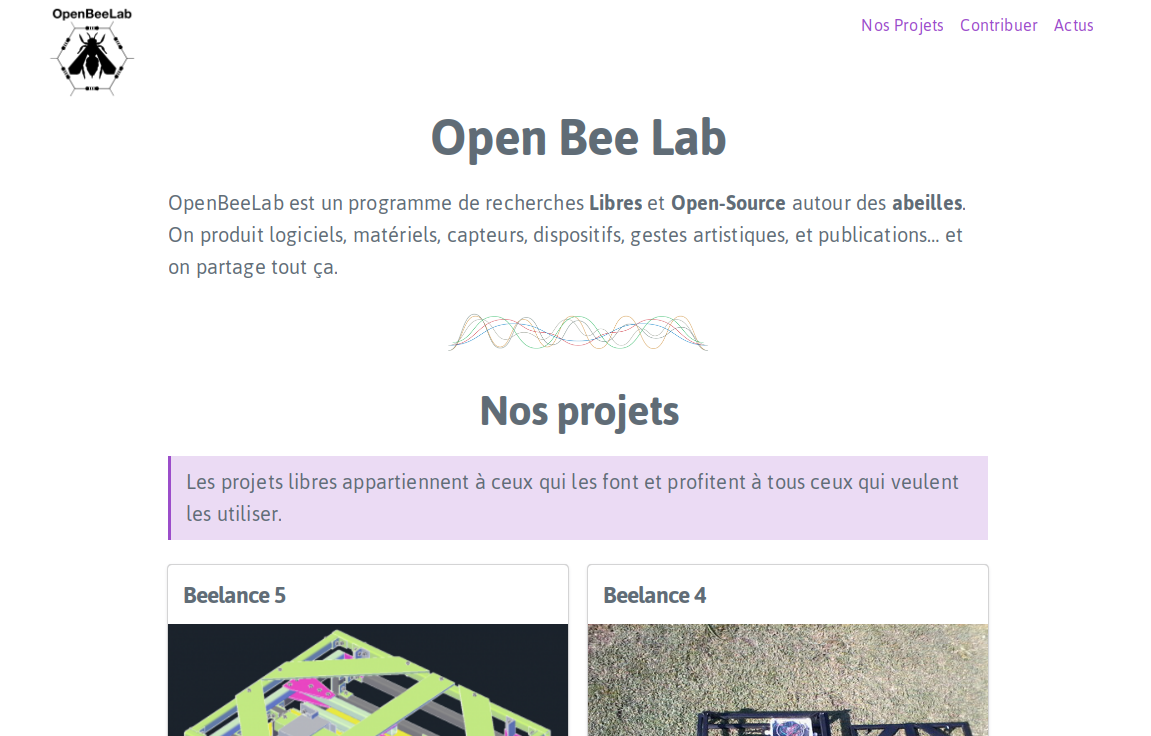 OpenBeeLab
Nos Projets Contribuer Actus
Open Bee Lab
OpenBeeLab est un programme de recherches Libres et Open-Source autour des abeilles.
On produit logiciels, matériels, capteurs, dispositifs, gestes artistiques, et publications... et
on partage tout ça.
Nos projets
Les projets libres appartiennent à ceux qui les font et profitent à tous ceux qui veulent
les utiliser.
Beelance 5
Beelance 4